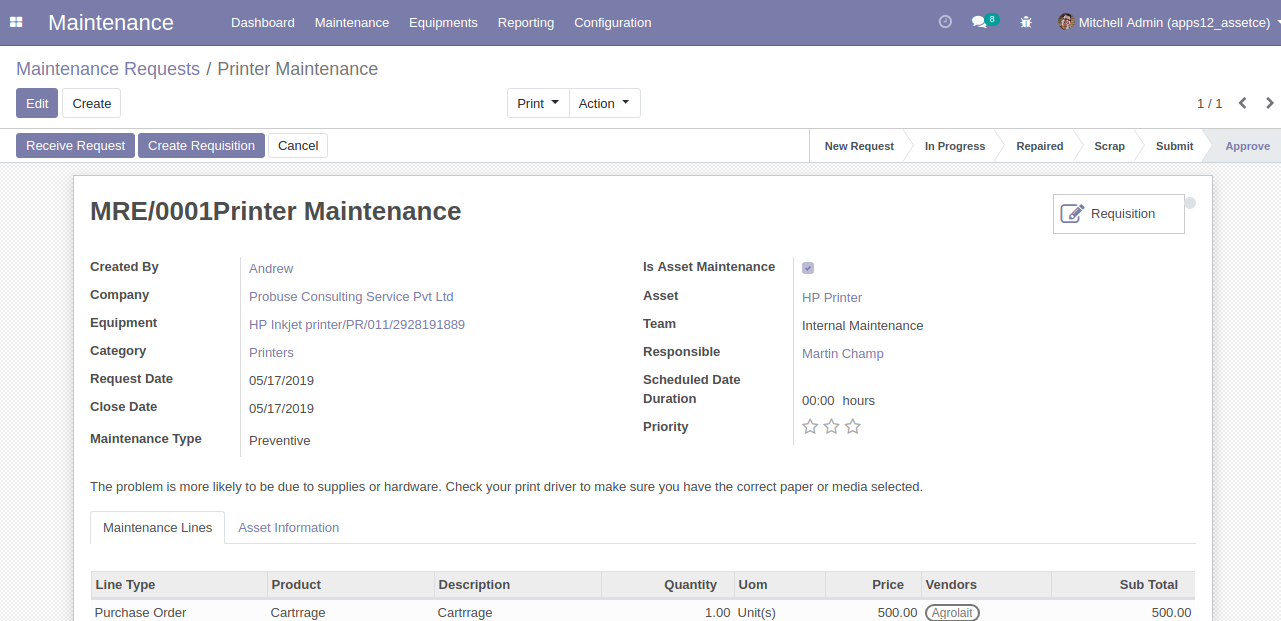 Maintenance Dashboard Maintenance Equipments Reporting Configuration 8 Mitchell Admin (apps12_assetce)
Maintenance Requests / Printer Maintenance
Edit Create Print Action 1 / 1
Receive Request Create Requisition Cancel New Request In Progress Repaired Scrap Submit Approve
MRE/0001Printer Maintenance
Requisition
Created By Andrew Is Asset Maintenance
Company Probuse Consulting Service Pvt Ltd Asset HP Printer
Equipment HP Inkjet printer/PR/011/2928191889 Team Internal Maintenance
Category Printers Responsible Martin Champ
Request Date 05/17/2019 Scheduled Date
Close Date 05/17/2019 Duration 00:00 hours
Maintenance Type Preventive Priority
The problem is more likely to be due to supplies or hardware. Check your print driver to make sure you have the correct paper or media selected.
Maintenance Lines Asset Information
Line Type Product Description Quantity Uom Price Vendors Sub Total
Purchase Order Cartrrage Cartrrage 1.00 Unit(s) 500.00 Agrolait 500.00